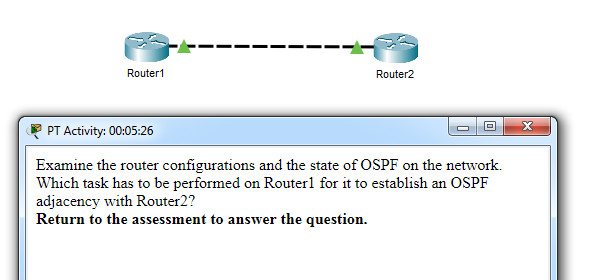 Router1
Router2
PT Activity: 00:05:26
Examine the router configurations and the state of OSPF on the network.
Which task has to be performed on Router1 for it to establish an OSPF
adjacency with Router2?
Return to the assessment to answer the question.